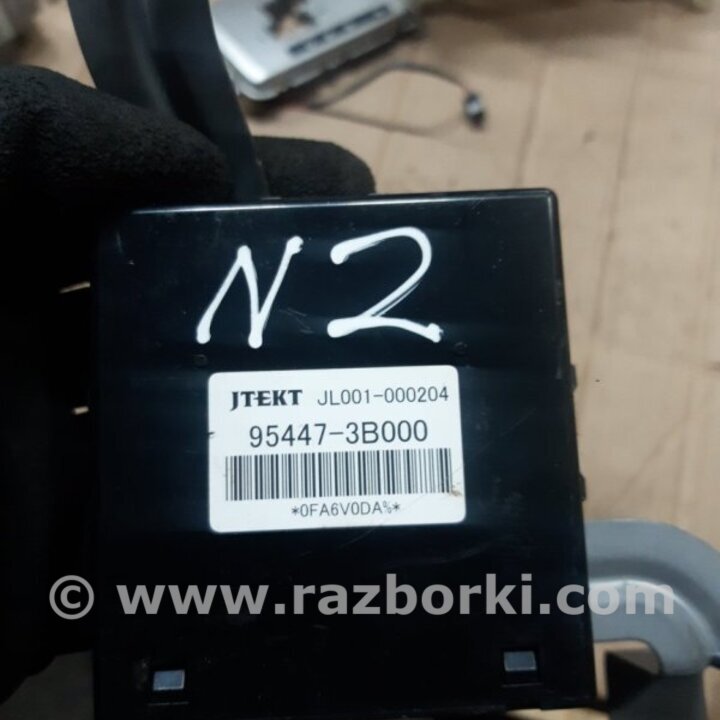 N2
JTEKT JL001-000204
95447-3B000
*0FA6V0DA%*
© www.razborki.com